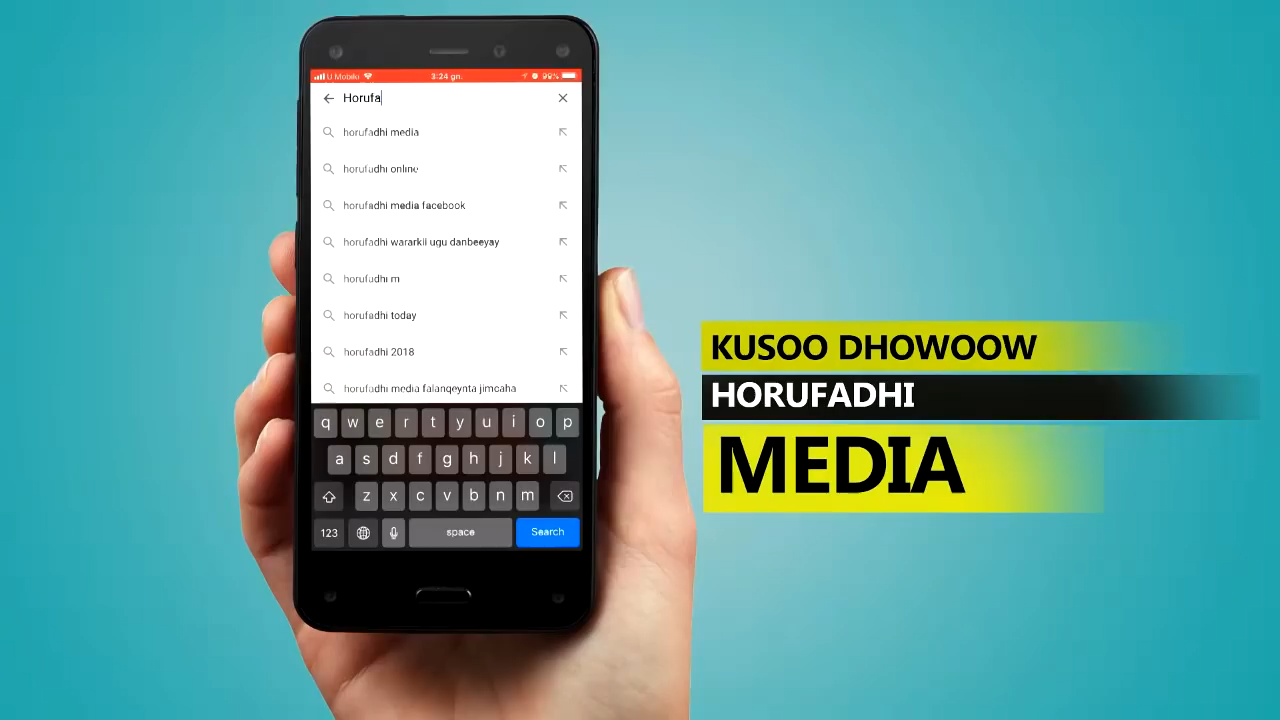 U Mobile 3:24 gn. 99%
Horufa
horufadhi media
horufadhi online
horufadhi media facebook
horufadhi wararkii ugu danbeeyay
horufadhi m
horufadhi today
horufadhi 2018
horufadhi media falanqeynta jimcaha
q w e r t y u i o p
a s d f g h j k l
z x c v b n m
123 space Search
KUSOO DHOWOOW
HORUFADHI
MEDIA